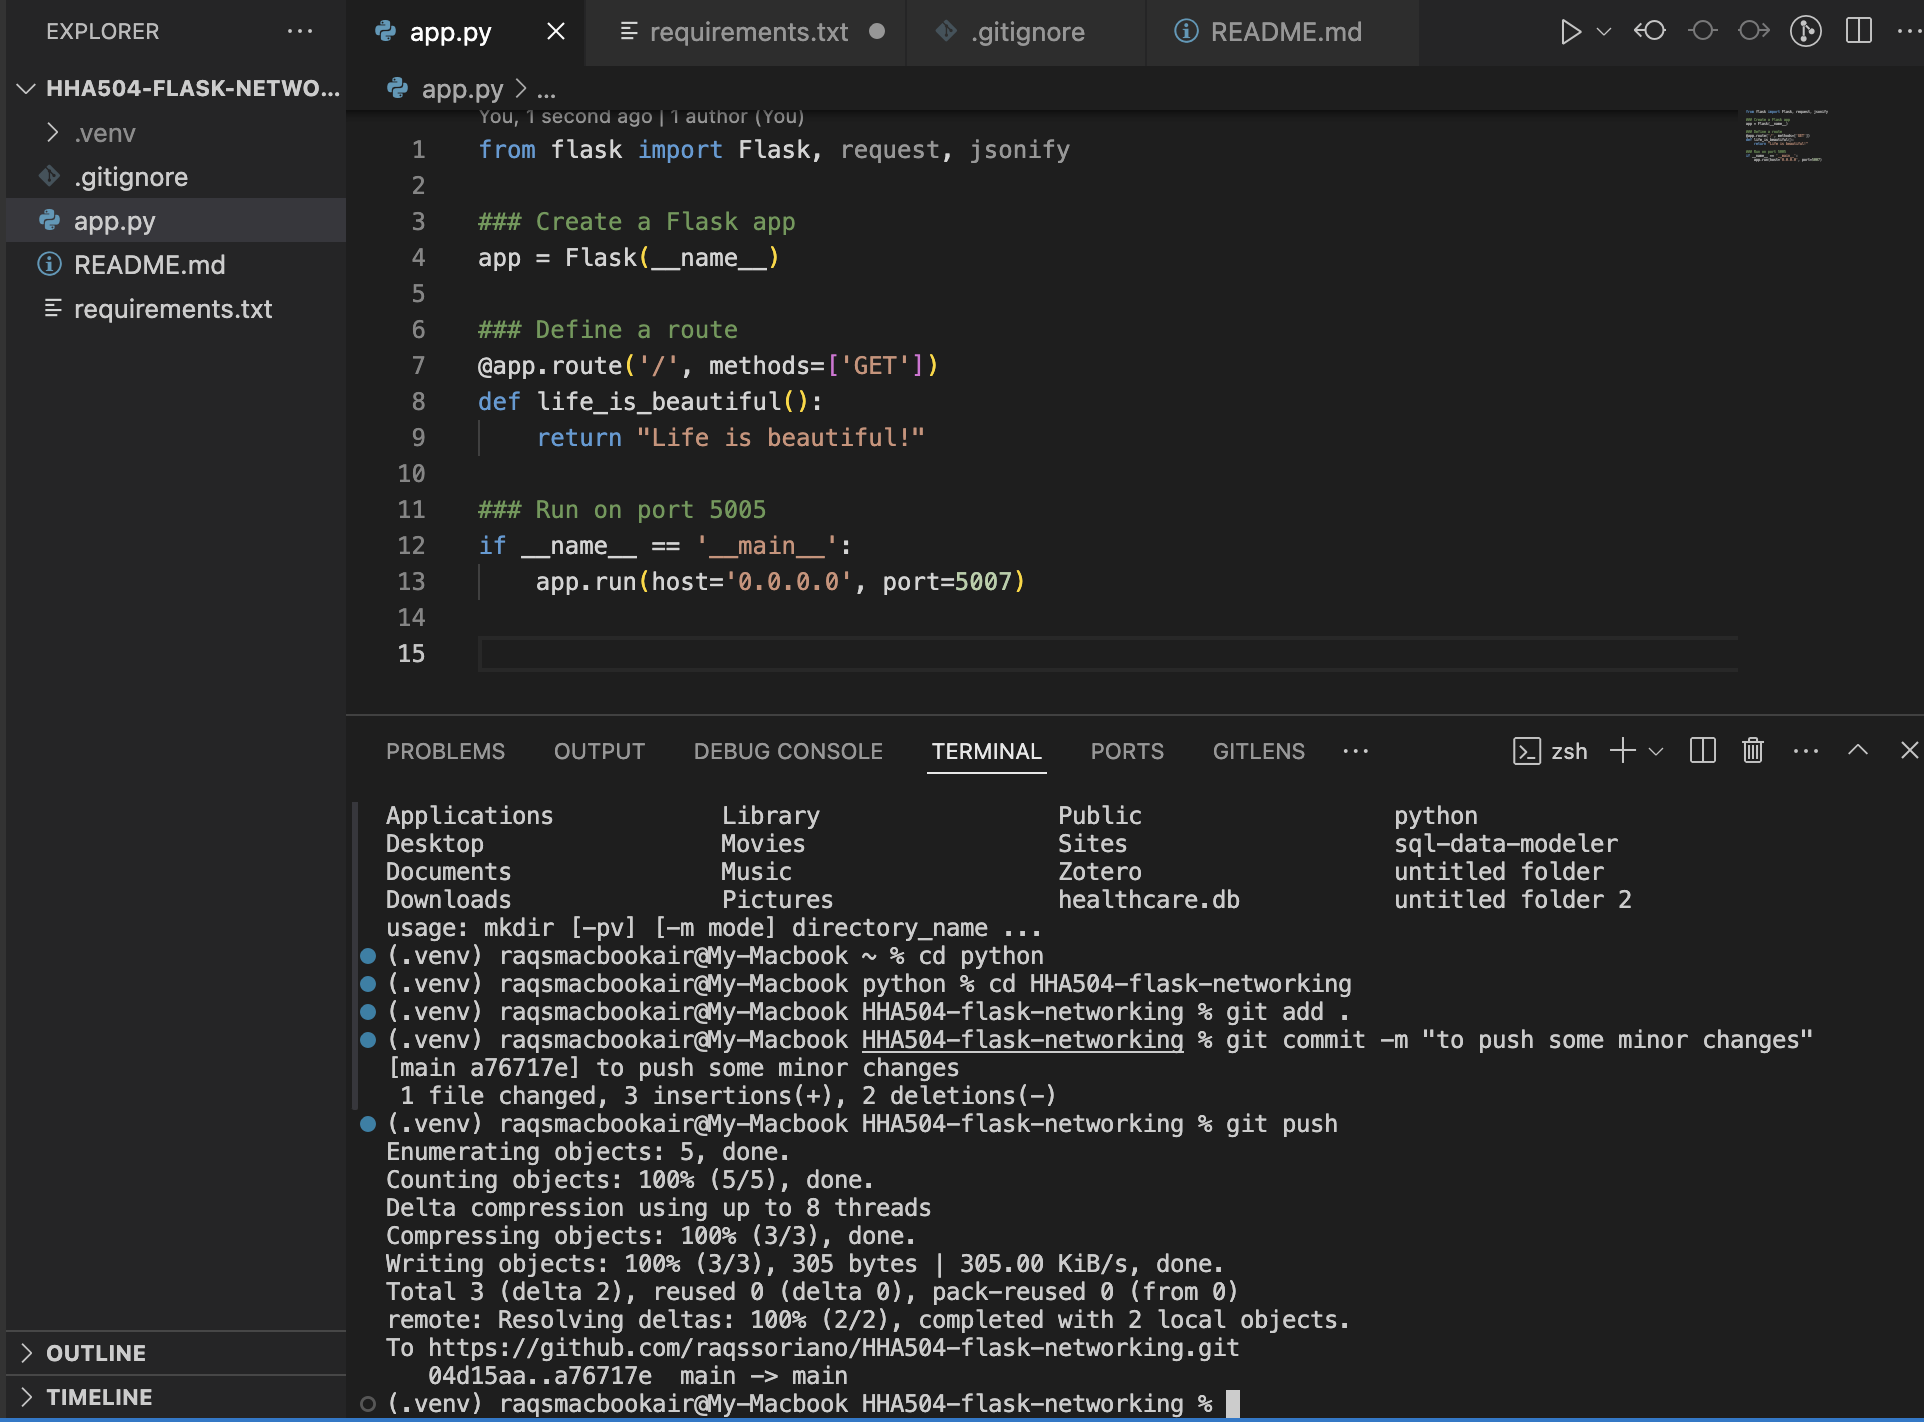 EXPLORER
HHA504-FLASK-NETWO...
.venv
.gitignore
app.py
README.md
requirements.txt
OUTLINE
TIMELINE
app.py
requirements.txt
.gitignore
README.md
app.py > ...
You, 1 second ago | 1 author (You)
1 from flask import Flask, request, jsonify
2
3 ### Create a Flask app
4 app = Flask(__name__)
5
6 ### Define a route
7 @app.route('/', methods=['GET'])
8 def life_is_beautiful():
9     return "Life is beautiful!"
10
11 ### Run on port 5005
12 if __name__ == '__main__':
13     app.run(host='0.0.0.0', port=5007)
14
15
PROBLEMS OUTPUT DEBUG CONSOLE TERMINAL PORTS GITLENS ... zsh
Applications Library Public python
Desktop Movies Sites sql-data-modeler
Documents Music Zotero untitled folder
Downloads Pictures healthcare.db untitled folder 2
usage: mkdir [-pv] [-m mode] directory_name ...
(.venv) raqsmacbookair@My-Macbook ~ % cd python
(.venv) raqsmacbookair@My-Macbook python % cd HHA504-flask-networking
(.venv) raqsmacbookair@My-Macbook HHA504-flask-networking % git add .
(.venv) raqsmacbookair@My-Macbook HHA504-flask-networking % git commit -m "to push some minor changes"
[main a76717e] to push some minor changes
 1 file changed, 3 insertions(+), 2 deletions(-)
(.venv) raqsmacbookair@My-Macbook HHA504-flask-networking % git push
Enumerating objects: 5, done.
Counting objects: 100% (5/5), done.
Delta compression using up to 8 threads
Compressing objects: 100% (3/3), done.
Writing objects: 100% (3/3), 305 bytes | 305.00 KiB/s, done.
Total 3 (delta 2), reused 0 (delta 0), pack-reused 0 (from 0)
remote: Resolving deltas: 100% (2/2), completed with 2 local objects.
To https://github.com/raqssoriano/HHA504-flask-networking.git
   04d15aa..a76717e  main -> main
(.venv) raqsmacbookair@My-Macbook HHA504-flask-networking %